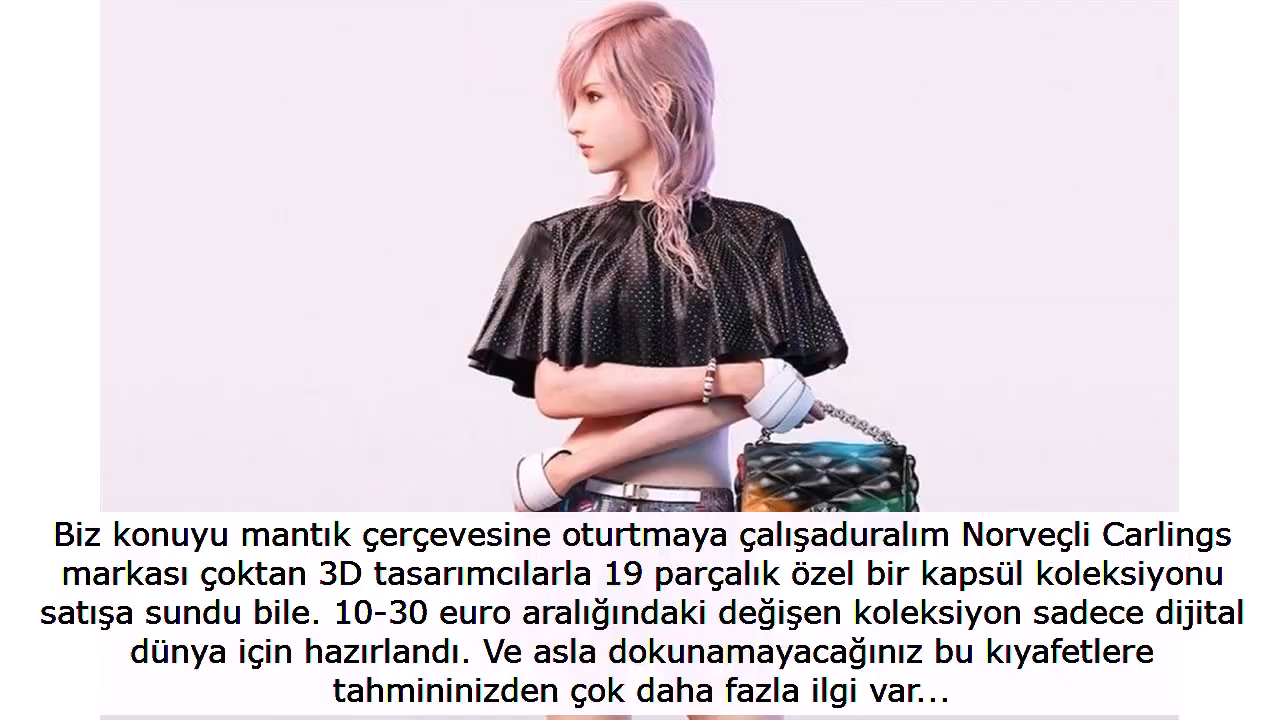 Biz konuyu mantık çerçevesine oturtmaya çalışaduralım Norveçli Carlings
markası çoktan 3D tasarımcılarla 19 parçalık özel bir kapsül koleksiyonu
satışa sundu bile. 10-30 euro aralığındaki değişen koleksiyon sadece dijital
dünya için hazırlandı. Ve asla dokunamayacağınız bu kıyafetlere
tahmininizden çok daha fazla ilgi var...